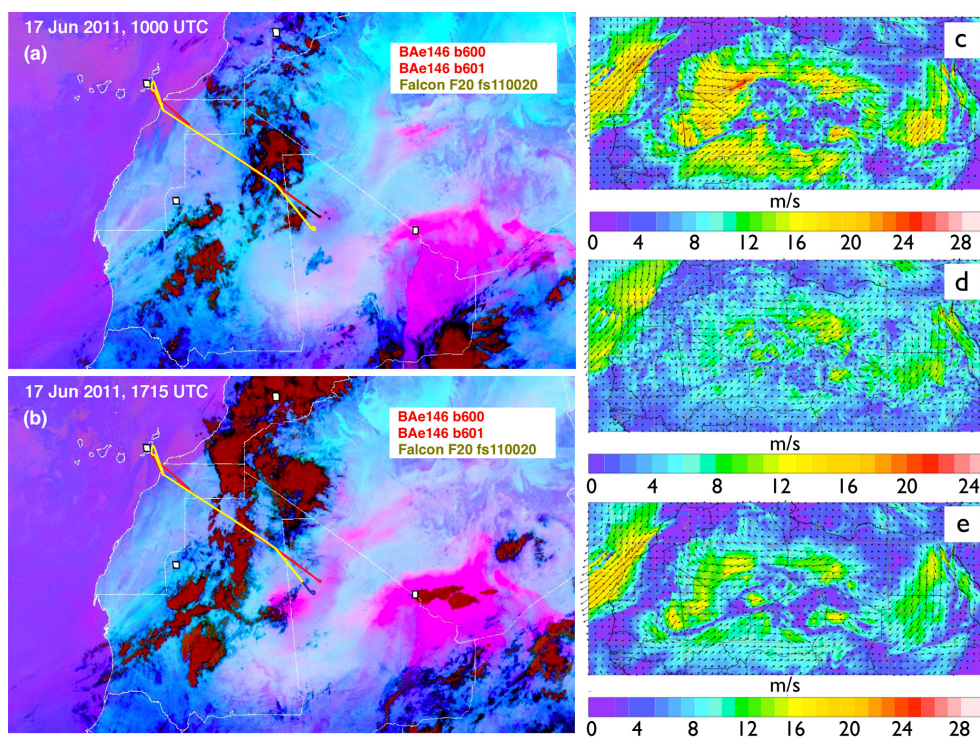 17 Jun 2011, 1000 UTC
(a)
BAe146 b600
BAe146 b601
Falcon F20 fs110020
17 Jun 2011, 1715 UTC
(b)
BAe146 b600
BAe146 b601
Falcon F20 fs110020
c
m/s
0 4 8 12 16 20 24 28
d
m/s
0 4 8 12 16 20 24
e
m/s
0 4 8 12 16 20 24 28